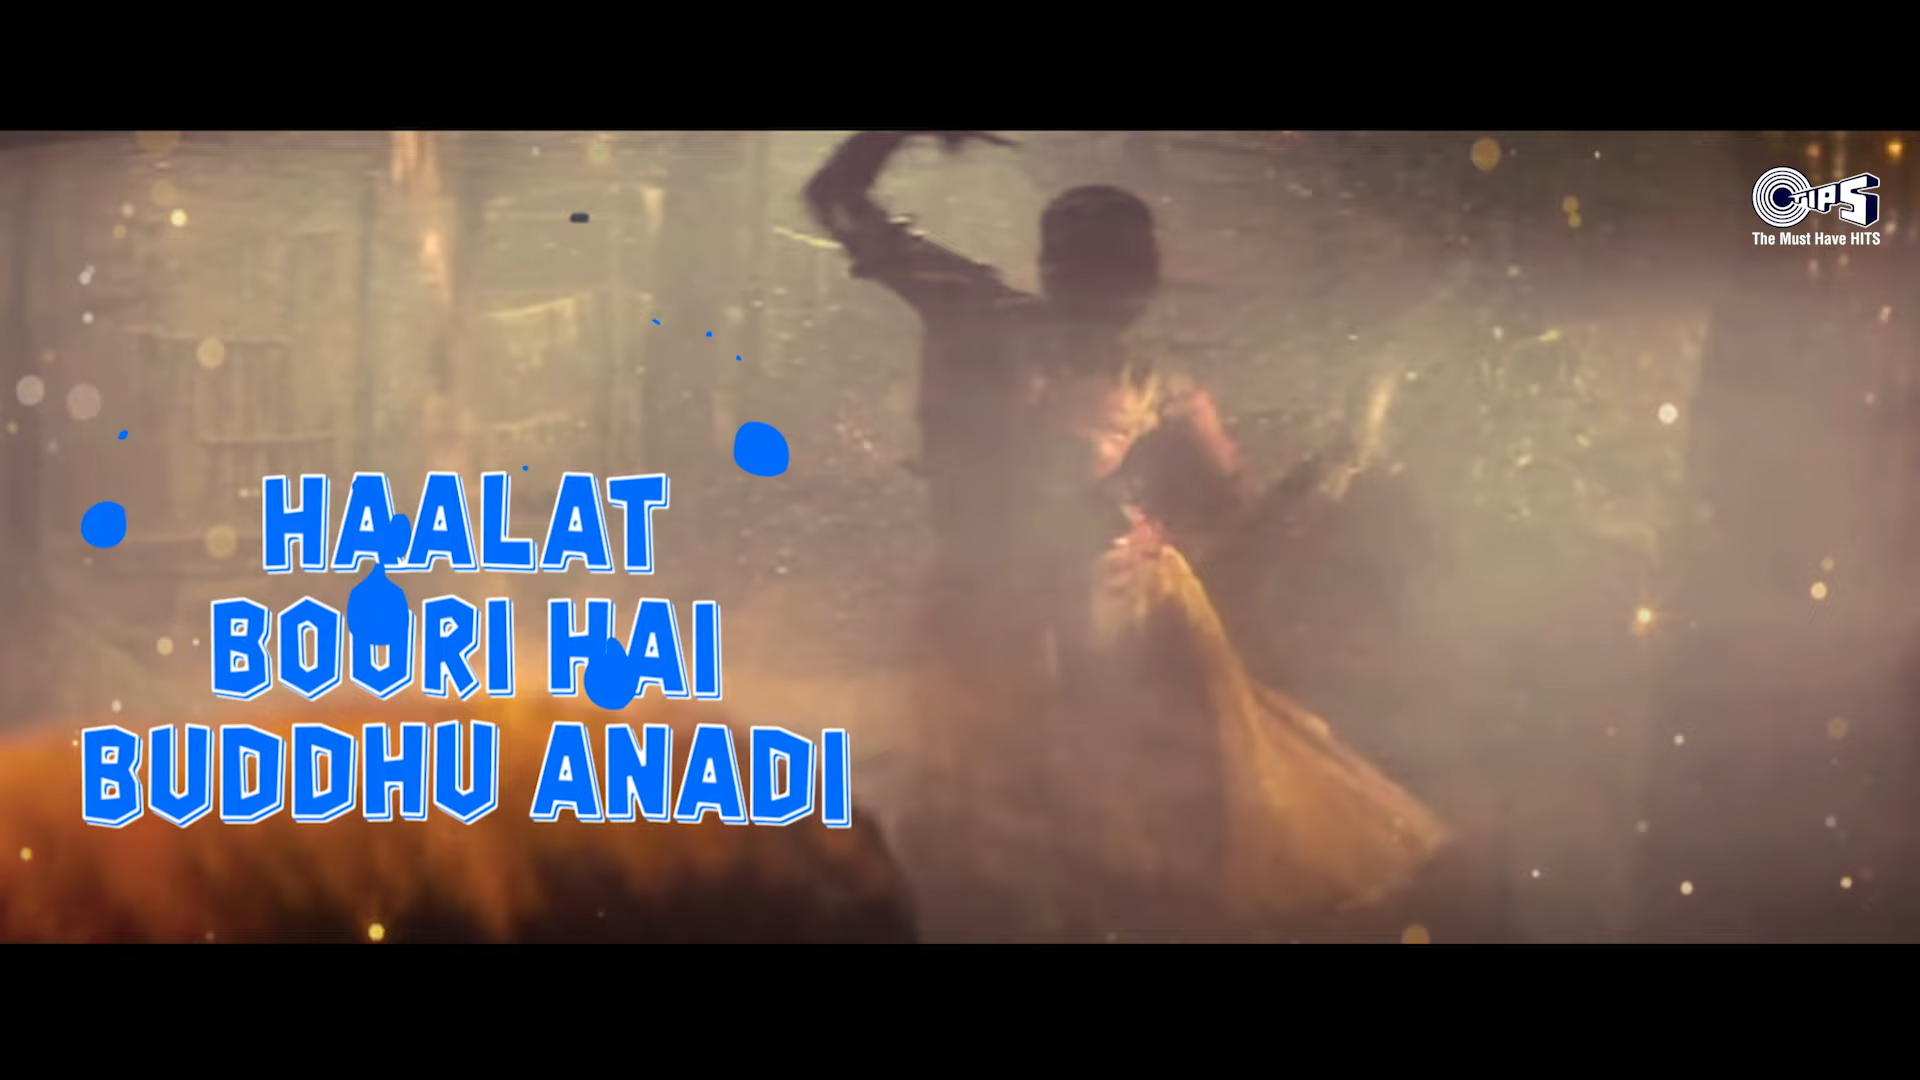 TIPS
The Must Have HITS
HAALAT
BOORI HAI
BUDDHU ANADI